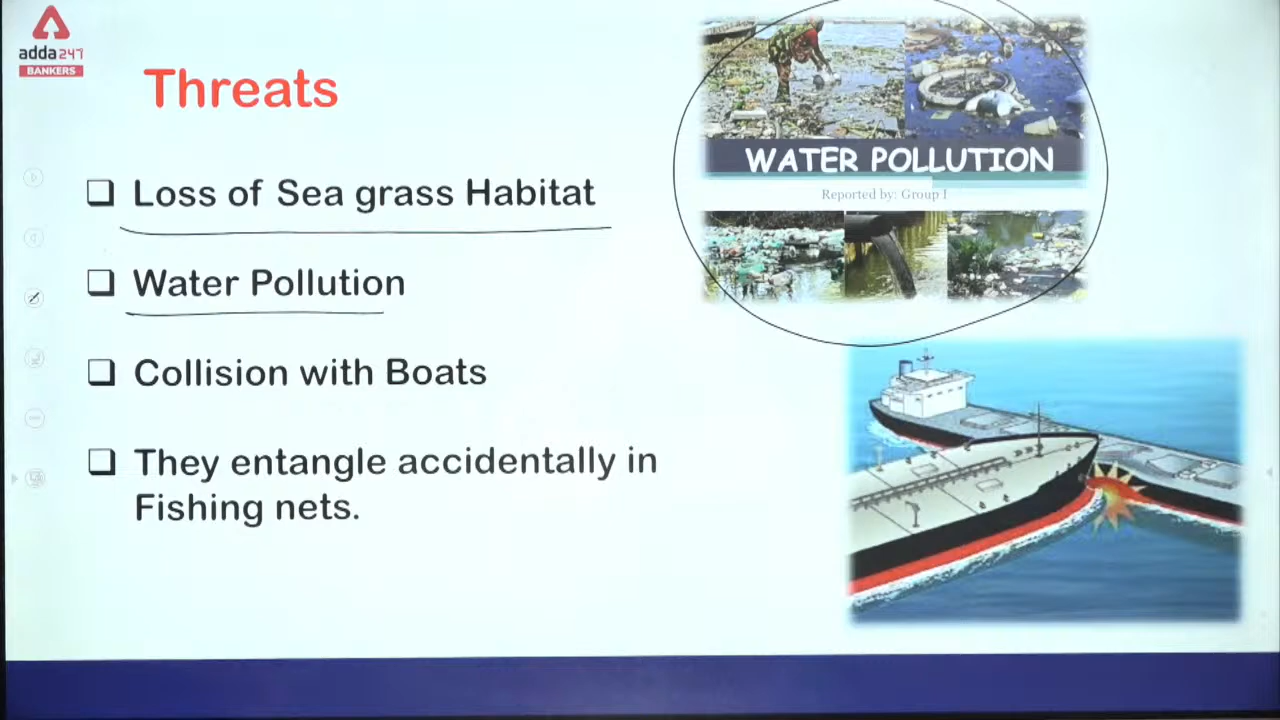 adda247
BANKERS
Threats
❑ Loss of Sea grass Habitat
❑ Water Pollution
❑ Collision with Boats
❑ They entangle accidentally in
Fishing nets.
WATER POLLUTION
Reported by: Group I